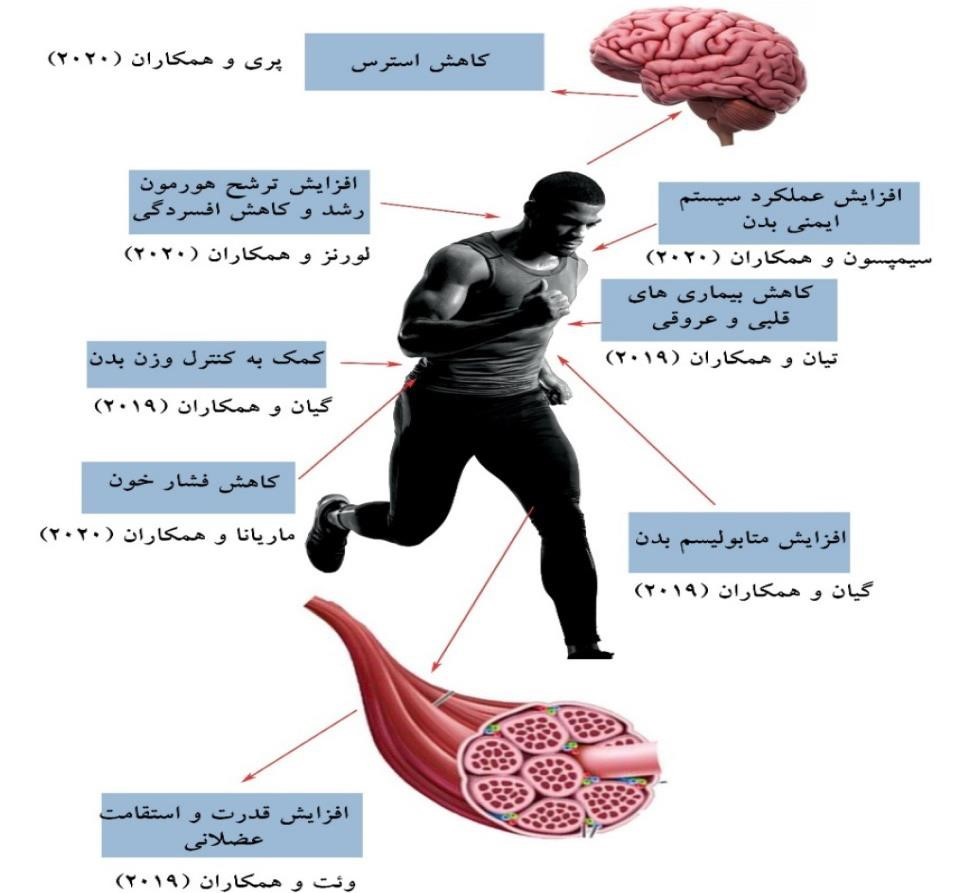 کاهش استرس
پری و همکاران (۲۰۲۰)
افزایش ترشح هورمون
رشد و کاهش افسردگی
لورنز و همکاران (۲۰۲۰)
افزایش عملکرد سیستم
ایمنی بدن
سیمپسون و همکاران (۲۰۲۰)
کاهش بیماری های
قلبی و عروقی
تیان و همکاران (۲۰۱۹)
کمک به کنترل وزن بدن
گیان و همکاران (۲۰۱۹)
کاهش فشار خون
ماریانا و همکاران (۲۰۲۰)
افزایش متابولیسم بدن
گیان و همکاران (۲۰۱۹)
افزایش قدرت و استقامت
عضلانی
وئت و همکاران (۲۰۱۹)